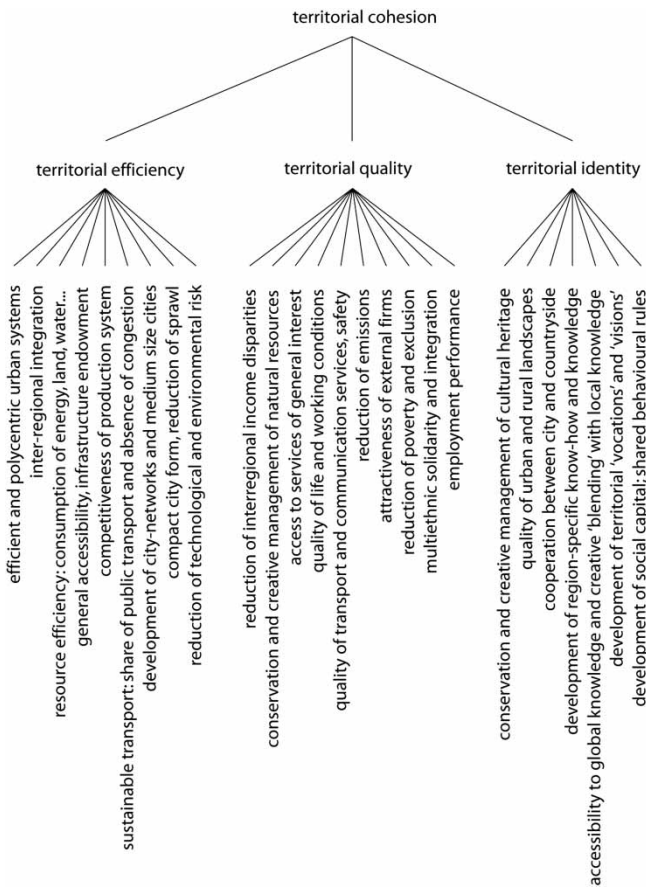 territorial cohesion
territorial efficiency
territorial quality
territorial identity
efficient and polycentric urban systems
inter-regional integration
resource efficiency: consumption of energy, land, water...
general accessibility, infrastructure endowment
competitiveness of production system
sustainable transport: share of public transport and absence of congestion
development of city-networks and medium size cities
compact city form, reduction of sprawl
reduction of technological and environmental risk
reduction of interregional income disparities
conservation and creative management of natural resources
access to services of general interest
quality of life and working conditions
quality of transport and communication services, safety
reduction of emissions
attractiveness of external firms
reduction of poverty and exclusion
multiethnic solidarity and integration
employment performance
conservation and creative management of cultural heritage
quality of urban and rural landscapes
cooperation between city and countryside
development of region-specific know-how and knowledge
accessibility to global knowledge and creative 'blending' with local knowledge
development of territorial 'vocations' and 'visions'
development of social capital: shared behavioural rules